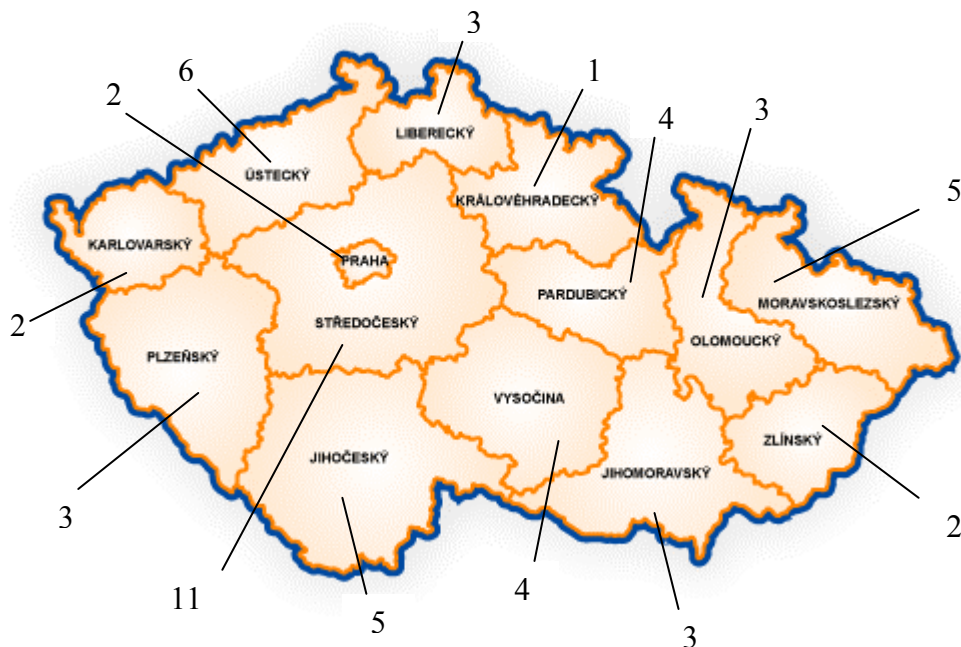 3
6
1
2
4
3
LIBERECKÝ
ÚSTECKÝ
KRÁLOVÉHRADECKÝ
5
KARLOVARSKÝ
PRAHA
2
PARDUBICKÝ
MORAVSKOSLEZSKÝ
STŘEDOČESKÝ
OLOMOUCKÝ
PLZEŇSKÝ
VYSOČINA
ZLÍNSKÝ
JIHOČESKÝ
JIHOMORAVSKÝ
3
2
11
4
5
3